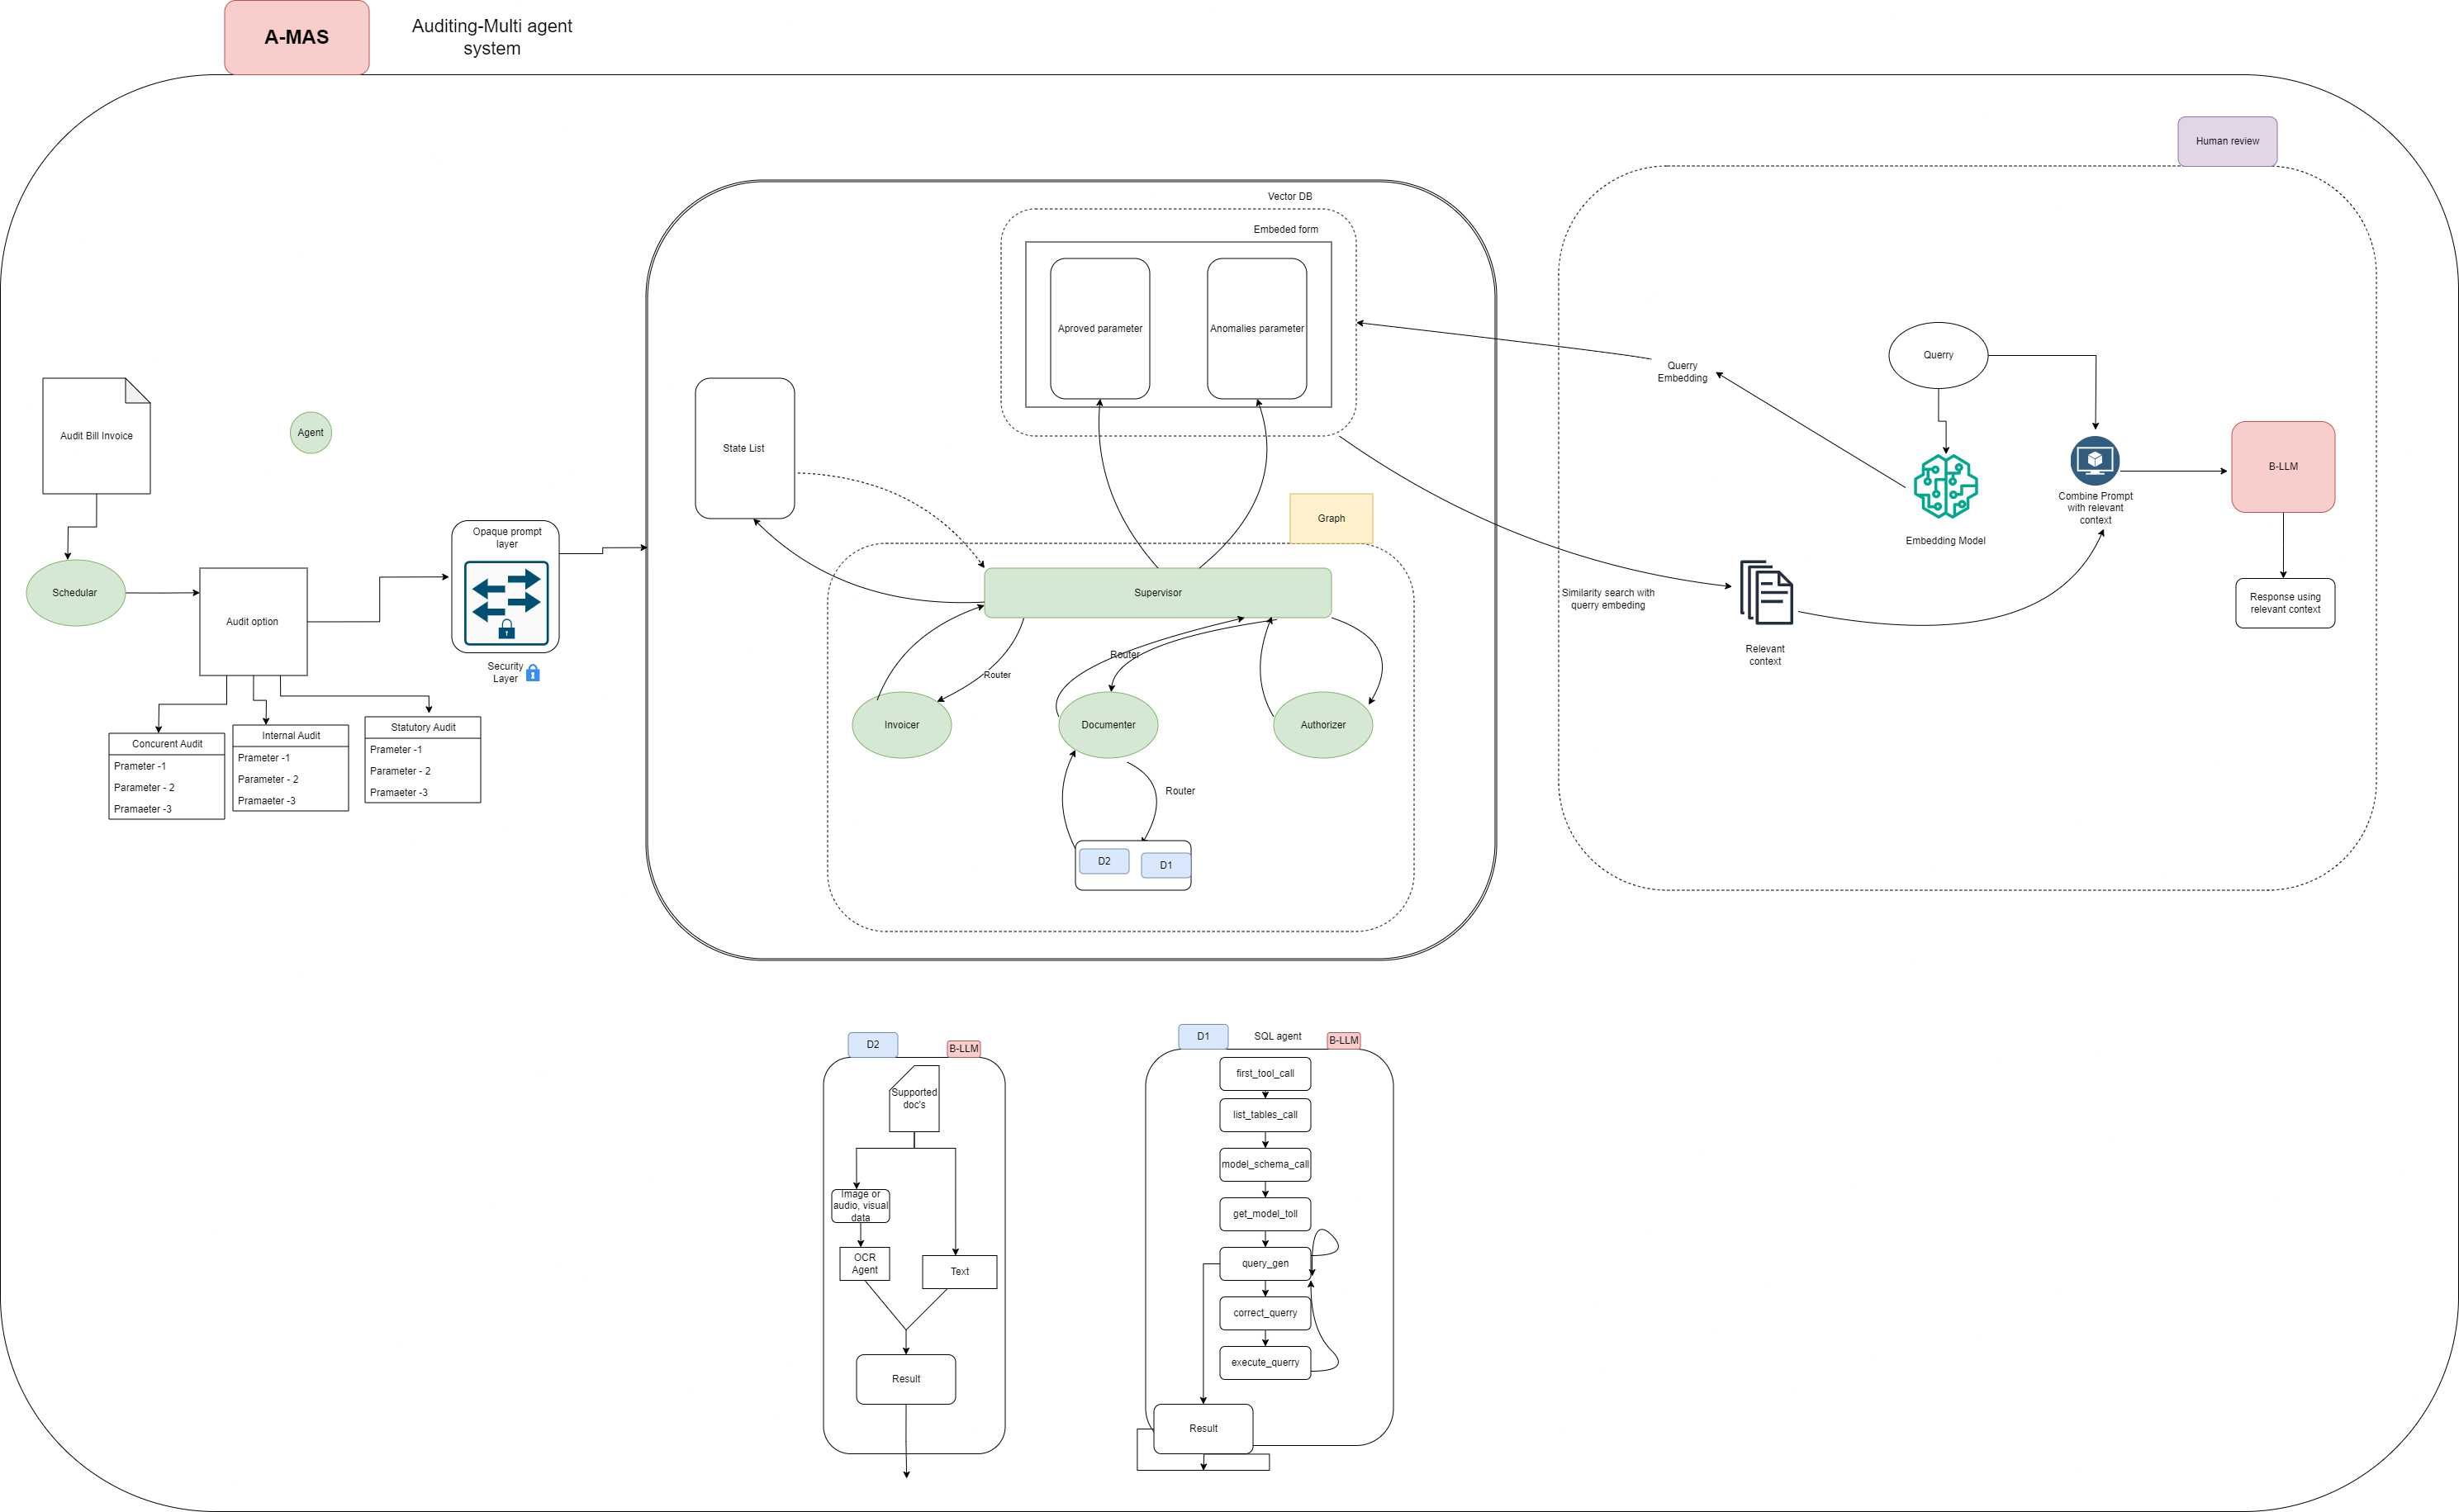 A-MAS
Auditing-Multi agent
system
Human review
Vector DB
Embeded form
Aproved parameter
Anomalies parameter
Querry
Querry
Embedding
Audit Bill Invoice
Agent
State List
B-LLM
Combine Prompt
with relevant
context
Graph
Opaque prompt
layer
Embedding Model
Schedular
Audit option
Supervisor
Similarity search with
querry embeding
Response using
relevant context
Security
Layer
Router
Router
Relevant
context
Invoicer
Documenter
Authorizer
Concurent Audit
Prameter -1
Parameter - 2
Pramaeter -3
Internal Audit
Prameter -1
Parameter - 2
Pramaeter -3
Statutory Audit
Prameter -1
Parameter - 2
Pramaeter -3
Router
D2
D1
D2
B-LLM
Supported
doc's
Image or
audio, visual
data
OCR
Agent
Text
Result
D1
SQL agent
B-LLM
first_tool_call
list_tables_call
model_schema_call
get_model_toll
query_gen
correct_querry
execute_querry
Result